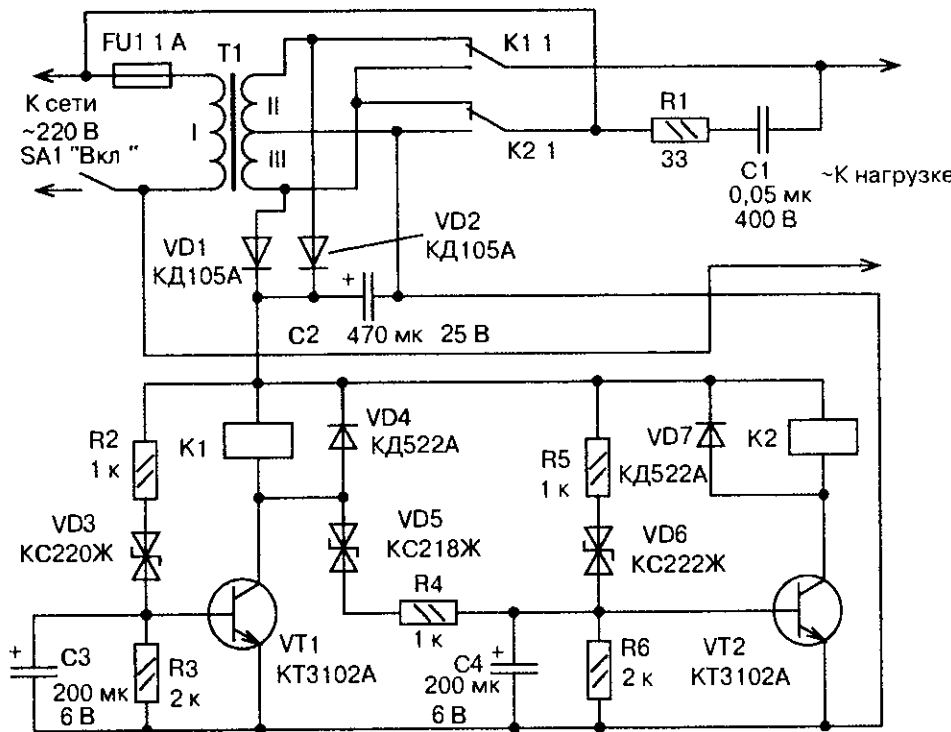 FU1 1 А
T1
K1 1
К сети
~220 В
SA1 "Вкл "
I
II
III
R1
33
K2 1
C1
0,05 мк
400 В
~К нагрузке
VD1
КД105А
VD2
КД105А
+
C2
470 мк 25 В
R2
1 к
K1
VD4
КД522А
R5
1 к
VD7
КД522А
K2
VD3
КС220Ж
VD5
КС218Ж
VD6
КС222Ж
R4
1 к
+
C3
200 мк
6 В
R3
2 к
VT1
КТ3102А
+
C4
200 мк
6 В
R6
2 к
VT2
КТ3102А